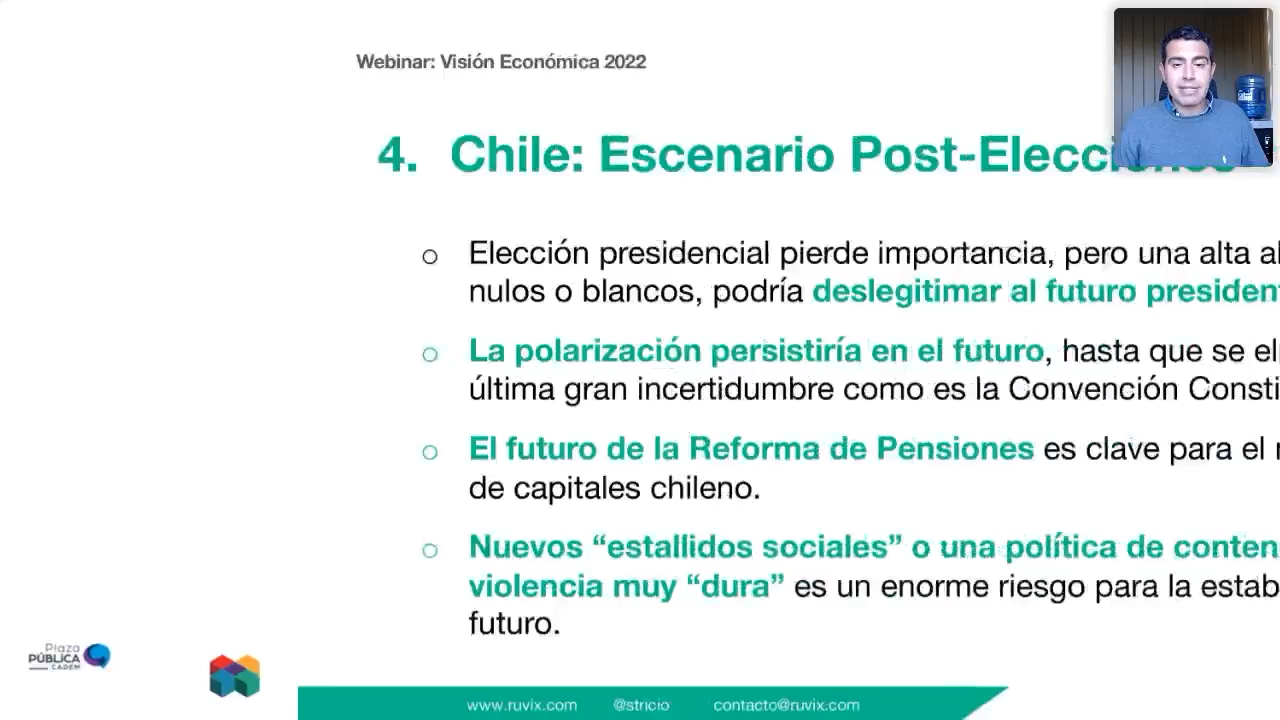 Webinar: Visión Económica 2022
4. Chile: Escenario Post-Elecciones
Elección presidencial pierde importancia, pero una alta
nulos o blancos, podría deslegitimar al futuro
La polarización persistiría en el futuro, hasta que se
última gran incertidumbre como es la Convención
El futuro de la Reforma de Pensiones es clave para el
de capitales chileno.
Nuevos “estallidos sociales” o una política de
violencia muy “dura” es un enorme riesgo para la
futuro.
Plaza
PÚBLICA
CADEM
www.ruvix.com @stricio contacto@ruvix.com